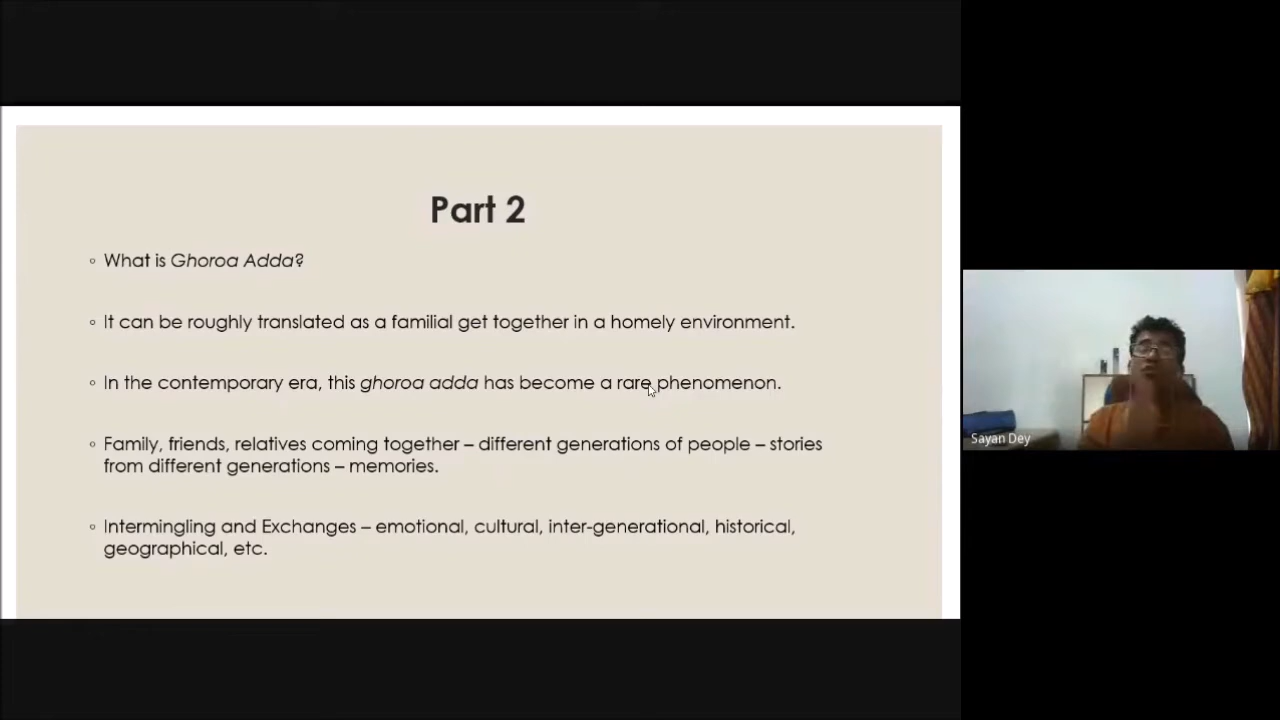 Part 2
What is Ghoroa Adda?
It can be roughly translated as a familial get together in a homely environment.
In the contemporary era, this ghoroa adda has become a rare phenomenon.
Family, friends, relatives coming together – different generations of people – stories
from different generations – memories.
Intermingling and Exchanges – emotional, cultural, inter-generational, historical,
geographical, etc.
Sayan Dey